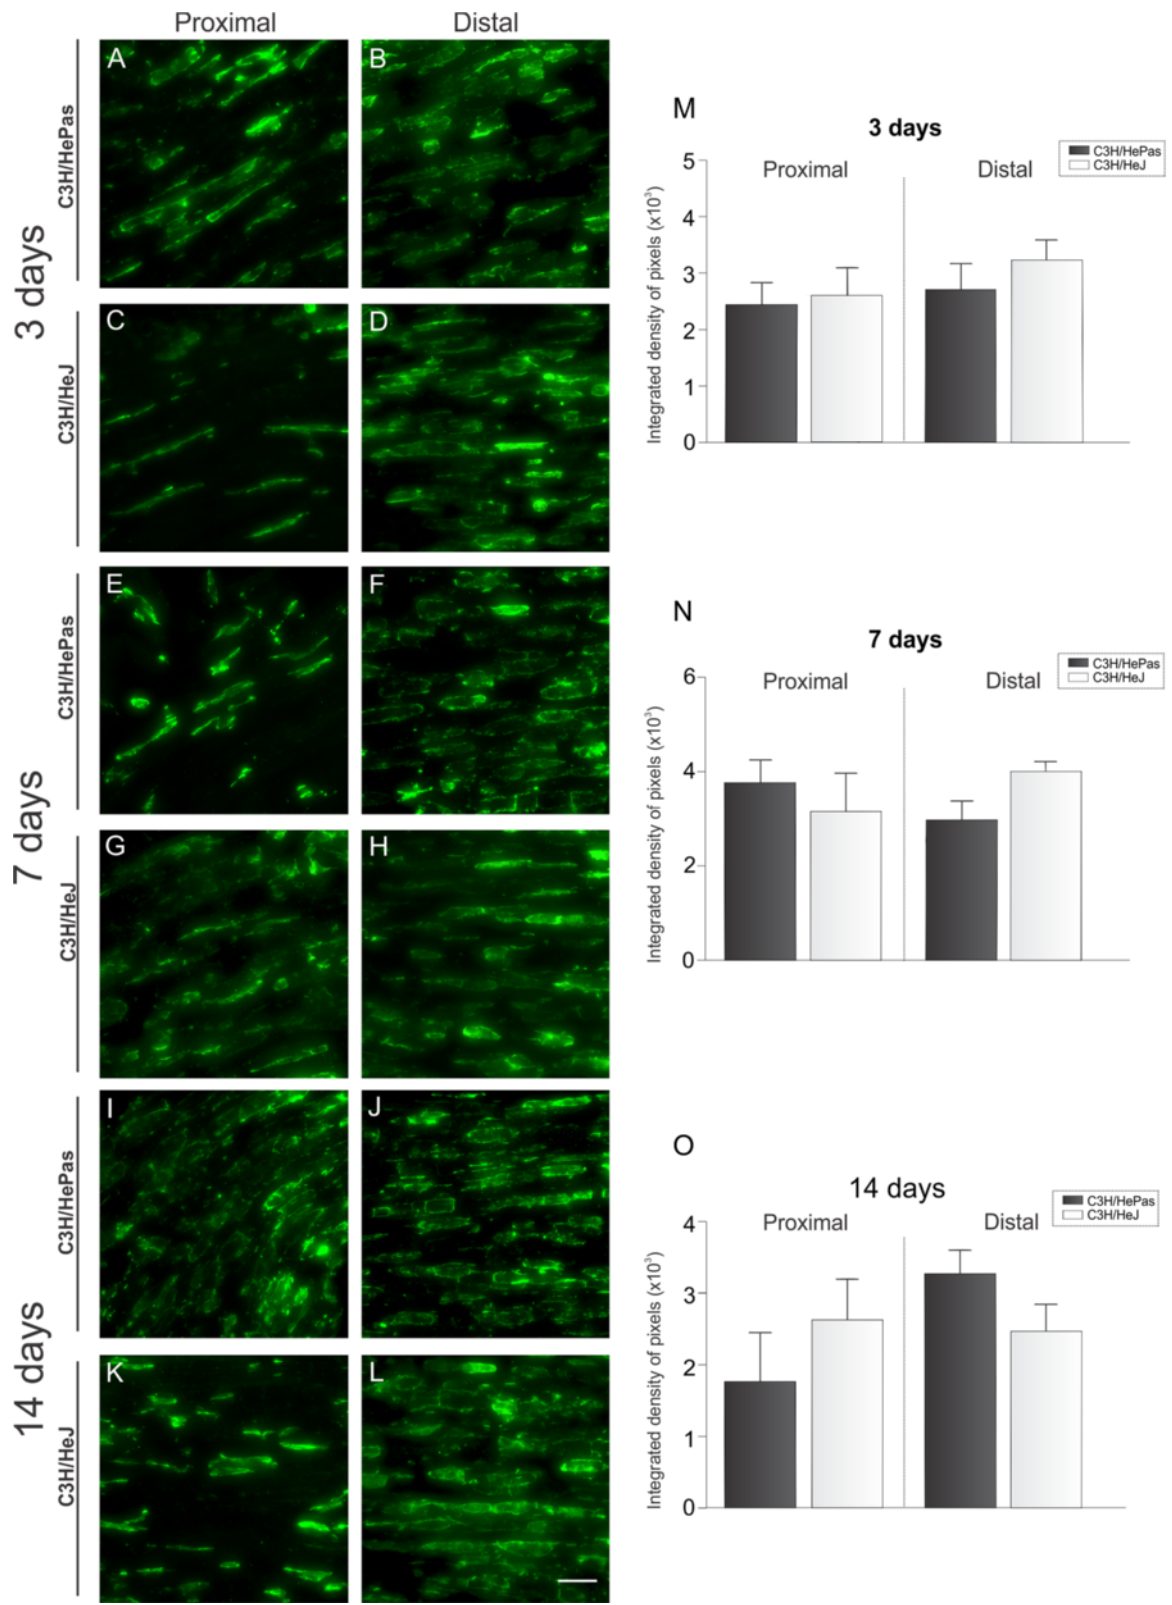 Proximal
Distal
3 days
C3H/HePas
A
B
C3H/HeJ
C
D
7 days
C3H/HePas
E
F
C3H/HeJ
G
H
14 days
C3H/HePas
I
J
C3H/HeJ
K
L
M
3 days
C3H/HePas
C3H/HeJ
Proximal
Distal
Integrated density of pixels (x10³)
5
4
3
2
1
0
N
7 days
C3H/HePas
C3H/HeJ
Proximal
Distal
Integrated density of pixels (x10³)
6
4
2
0
O
14 days
C3H/HePas
C3H/HeJ
Proximal
Distal
Integrated density of pixels (x10³)
4
3
2
1
0